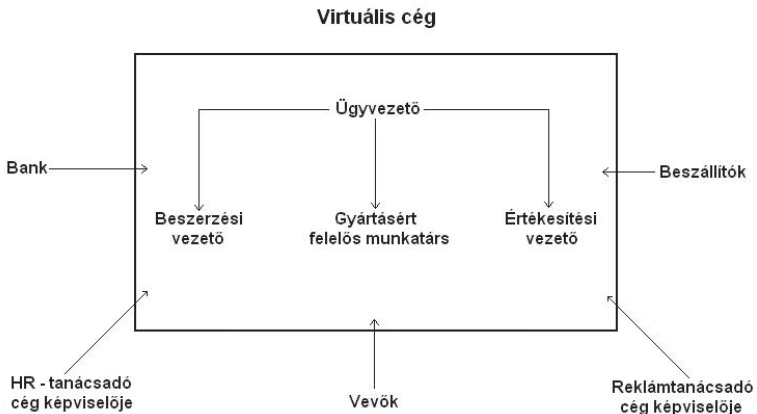 Virtuális cég
Ügyvezető
Bank
Beszállítók
Beszerzési
vezető
Gyártásért
felelős munkatárs
Értékesítési
vezető
HR - tanácsadó
cég képviselője
Vevők
Reklámtanácsadó
cég képviselője